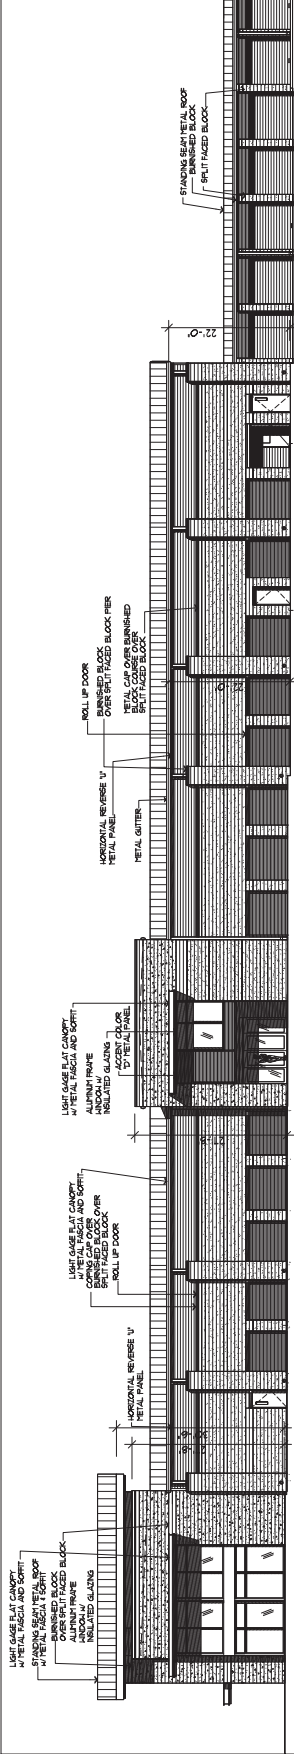 LIGHT GAGE FLAT CANOPY
W/ METAL FASCIA AND SOFFIT
STANDING SEAM METAL ROOF
W/ METAL FASCIA & SOFFIT
BURNISHED BLOCK
OVER SPLIT FACED BLOCK
ALUMINUM FRAME
WINDOW W/
INSULATED GLAZING
HORIZONTAL REVERSE "U"
METAL PANEL
LIGHT GAGE FLAT CANOPY
W/ METAL FASCIA AND SOFFIT
COPING CAP OVER
BURNISHED BLOCK OVER
SPLIT FACED BLOCK
ROLL UP DOOR
LIGHT GAGE FLAT CANOPY
W/ METAL FASCIA AND SOFFIT
ALUMINUM FRAME
WINDOW W/
INSULATED GLAZING
ACCENT COLOR
"D" METAL PANEL
METAL GUTTER
HORIZONTAL REVERSE "U"
METAL PANEL
ROLL UP DOOR
BURNISHED BLOCK
OVER SPLIT FACED BLOCK PIER
METAL CAP OVER BURNISHED
BLOCK COURSE OVER
SPLIT FACED BLOCK
22'-0"
22'-0"
STANDING SEAM METAL ROOF
BURNISHED BLOCK
SPLIT FACED BLOCK